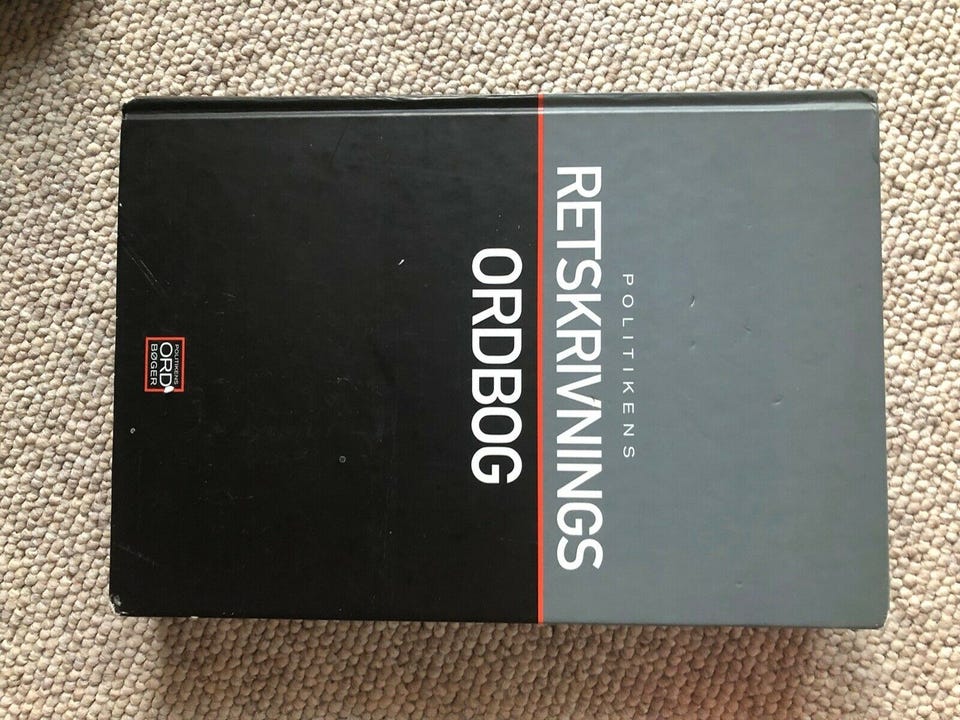 POLITIKENS
RETSKRIVNINGS
ORDBOG
POLITIKENS
ORD
BØGER